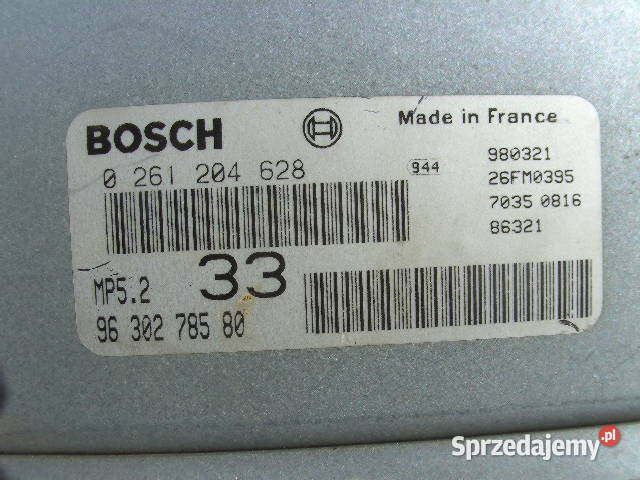 BOSCH
Made in France
0 261 204 628
944
980321
26FM0395
7035 0816
86321
MP5.2
33
96 302 785 80
Sprzedajemy.pl